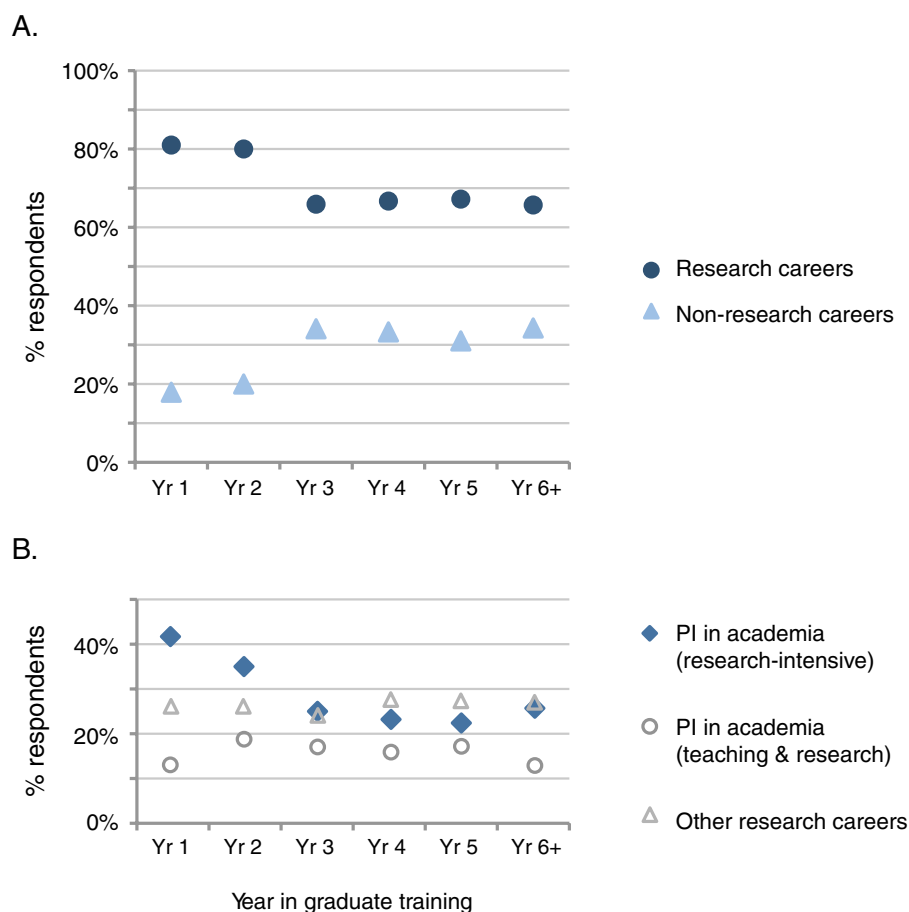 A.
100%
80%
60%
40%
20%
0%
% respondents
Yr 1 Yr 2 Yr 3 Yr 4 Yr 5 Yr 6+
Research careers
Non-research careers
B.
40%
20%
0%
% respondents
Yr 1 Yr 2 Yr 3 Yr 4 Yr 5 Yr 6+
Year in graduate training
PI in academia
(research-intensive)
PI in academia
(teaching & research)
Other research careers